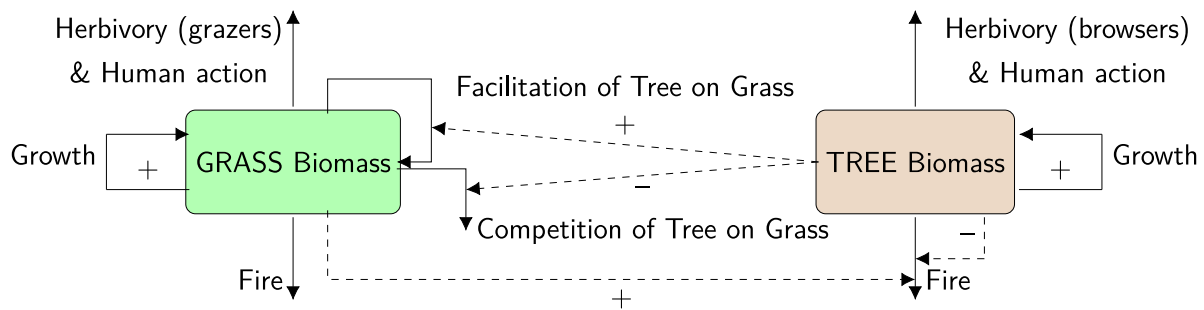 Herbivory (grazers)
& Human action
Herbivory (browsers)
& Human action
Facilitation of Tree on Grass
+
Growth
+
GRASS Biomass
TREE Biomass
+
Growth
−
Competition of Tree on Grass
−
Fire
Fire
+